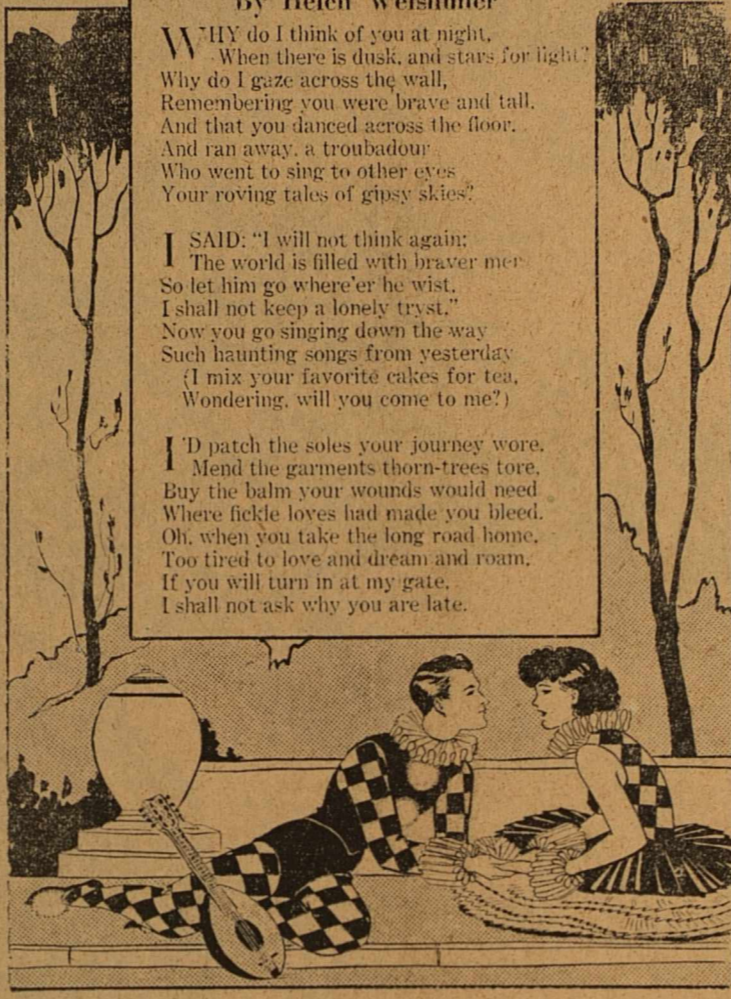 By Helen Welshimer
WHY do I think of you at night,
When there is dusk, and stars for light?
Why do I gaze across the wall,
Remembering you were brave and tall,
And that you danced across the floor,
And ran away, a troubadour
Who went to sing to other eyes
Your roving tales of gipsy skies?
I SAID: “I will not think again;
The world is filled with braver men
So let him go where'er he wist,
I shall not keep a lonely tryst.”
Now you go singing down the way
Such haunting songs from yesterday
(I mix your favorite cakes for tea,
Wondering, will you come to me?)
I'D patch the soles your journey wore,
Mend the garments thorn-trees tore,
Buy the balm your wounds would need
Where fickle loves had made you bleed.
Oh, when you take the long road home,
Too tired to love and dream and roam,
If you will turn in at my gate,
I shall not ask why you are late.